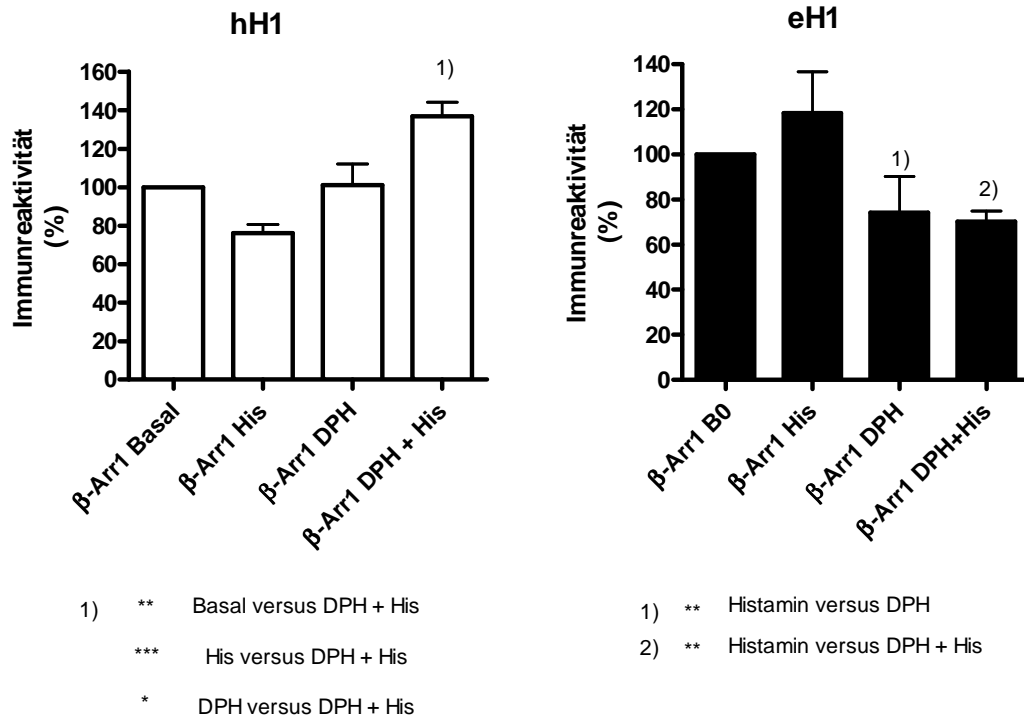 hH1
1)
160
140
120
100
80
60
40
20
0
Immunreaktivität
(%)
β-Arr1 Basal
β-Arr1 His
β-Arr1 DPH
β-Arr1 DPH + His
1) ** Basal versus DPH + His
*** His versus DPH + His
* DPH versus DPH + His
eH1
140
120
100
80
60
40
20
0
Immunreaktivität
(%)
1)
2)
β-Arr1 B0
β-Arr1 His
β-Arr1 DPH
β-Arr1 DPH+His
1) ** Histamin versus DPH
2) ** Histamin versus DPH + His